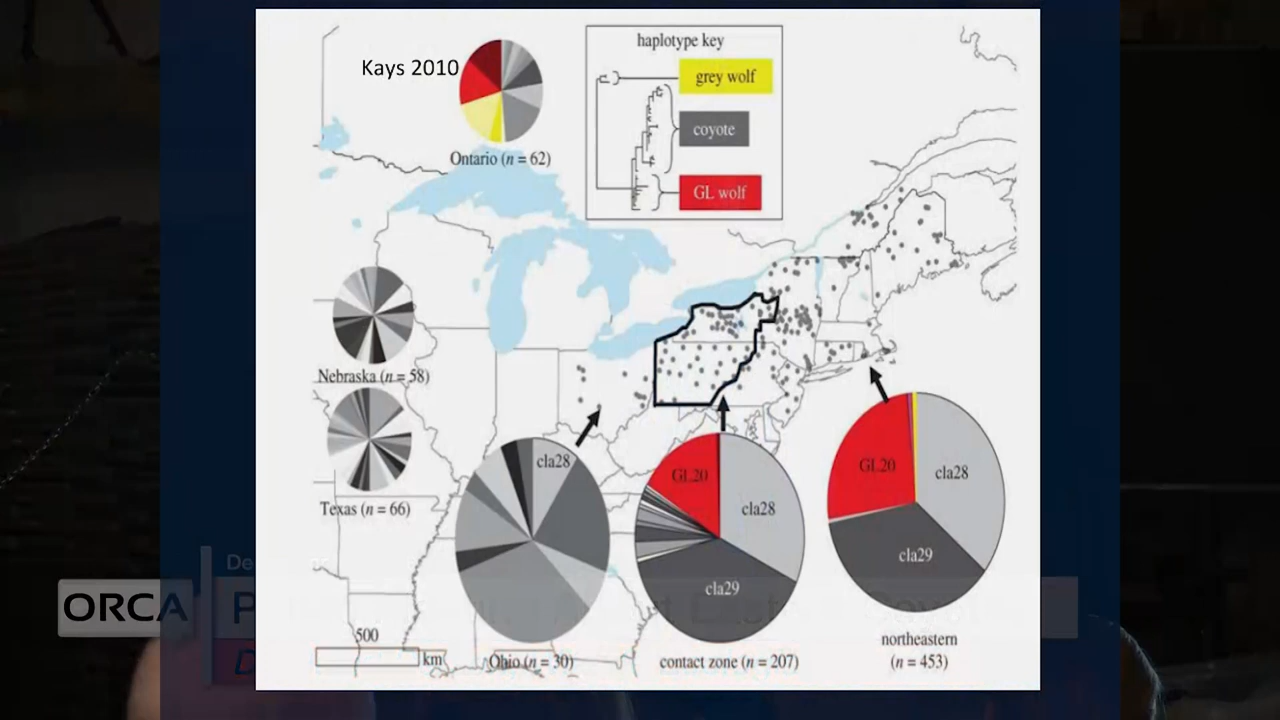 Kays 2010
haplotype key
grey wolf
coyote
GL wolf
Ontario (n = 62)
Nebraska (n = 58)
Texas (n = 66)
cla28
GL20
cla28
cla29
GL20
cla28
cla29
500
km
Ohio (n = 30)
contact zone (n = 207)
northeastern
(n = 453)
De
ORCA
P
D